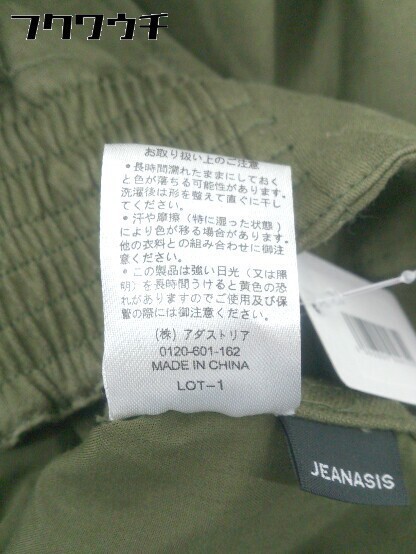 フクワウチ
お取り扱い上のご注意
•長時間濡れたままにしておく
と色が落ちる可能性があります。
洗濯後は形を整えて直ぐに干し
てください。
•汗や摩擦(特に湿った状態)
により色が移る場合があります。
他の衣料との組み合わせに御注
意ください。
•この製品は強い日光(又は照
明)を長時間うけると黄色の恐
れがありますのでご使用及び保
管の際には御注意ください。
(株)アダストリア
0120-601-162
MADE IN CHINA
LOT-1
JEANASIS